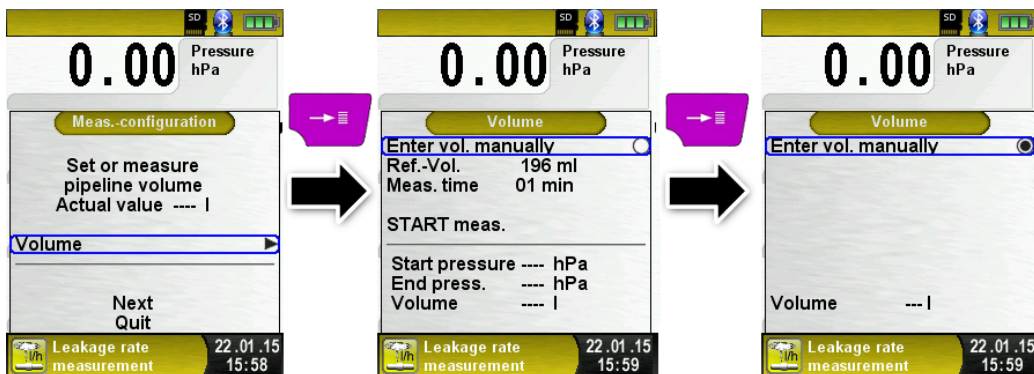 SD
0.00
Pressure
hPa
Meas.-configuration
Set or measure
pipeline volume
Actual value ---- l
Volume
Next
Quit
l/h
Leakage rate
measurement
22.01.15
15:58
SD
0.00
Pressure
hPa
Volume
Enter vol. manually
Ref.-Vol. 196 ml
Meas. time 01 min
START meas.
Start pressure ---- hPa
End press. ---- hPa
Volume ---- l
l/h
Leakage rate
measurement
22.01.15
15:59
SD
0.00
Pressure
hPa
Volume
Enter vol. manually
Volume --- l
l/h
Leakage rate
measurement
22.01.15
15:59